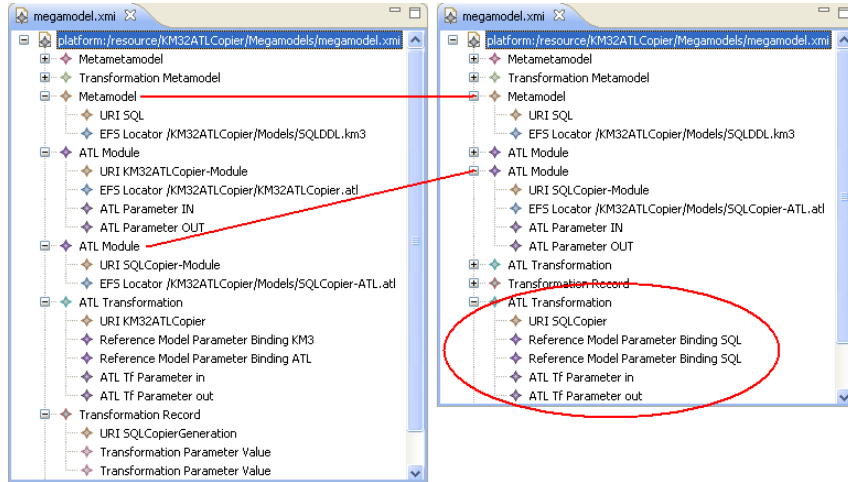 megamodel.xmi
platform:/resource/KM32ATLCopier/Megamodels/megamodel.xmi
Metametamodel
Transformation Metamodel
Metamodel
URI SQL
EFS Locator /KM32ATLCopier/Models/SQLDDL.km3
ATL Module
URI KM32ATLCopier-Module
EFS Locator /KM32ATLCopier/KM32ATLCopier.atl
ATL Parameter IN
ATL Parameter OUT
ATL Module
URI SQLCopier-Module
EFS Locator /KM32ATLCopier/Models/SQLCopier-ATL.atl
ATL Transformation
URI KM32ATLCopier
Reference Model Parameter Binding KM3
Reference Model Parameter Binding ATL
ATL Tf Parameter in
ATL Tf Parameter out
Transformation Record
URI SQLCopierGeneration
Transformation Parameter Value
Transformation Parameter Value
megamodel.xmi
platform:/resource/KM32ATLCopier/Megamodels/megamodel.xmi
Metametamodel
Transformation Metamodel
Metamodel
URI SQL
EFS Locator /KM32ATLCopier/Models/SQLDDL.km3
ATL Module
ATL Module
URI SQLCopier-Module
EFS Locator /KM32ATLCopier/Models/SQLCopier-ATL.atl
ATL Parameter IN
ATL Parameter OUT
ATL Transformation
Transformation Record
ATL Transformation
URI SQLCopier
Reference Model Parameter Binding SQL
Reference Model Parameter Binding SQL
ATL Tf Parameter in
ATL Tf Parameter out